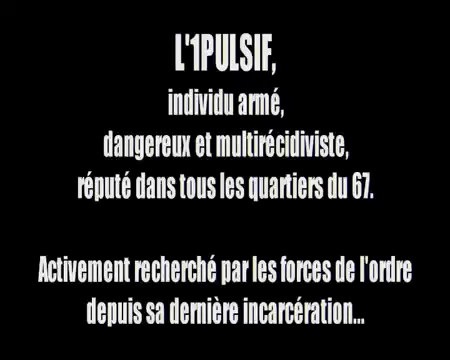 L'1PULSIF,
individu armé,
dangereux et multirécidiviste,
réputé dans tous les quartiers du 67.
Activement recherché par les forces de l'ordre
depuis sa dernière incarcération...